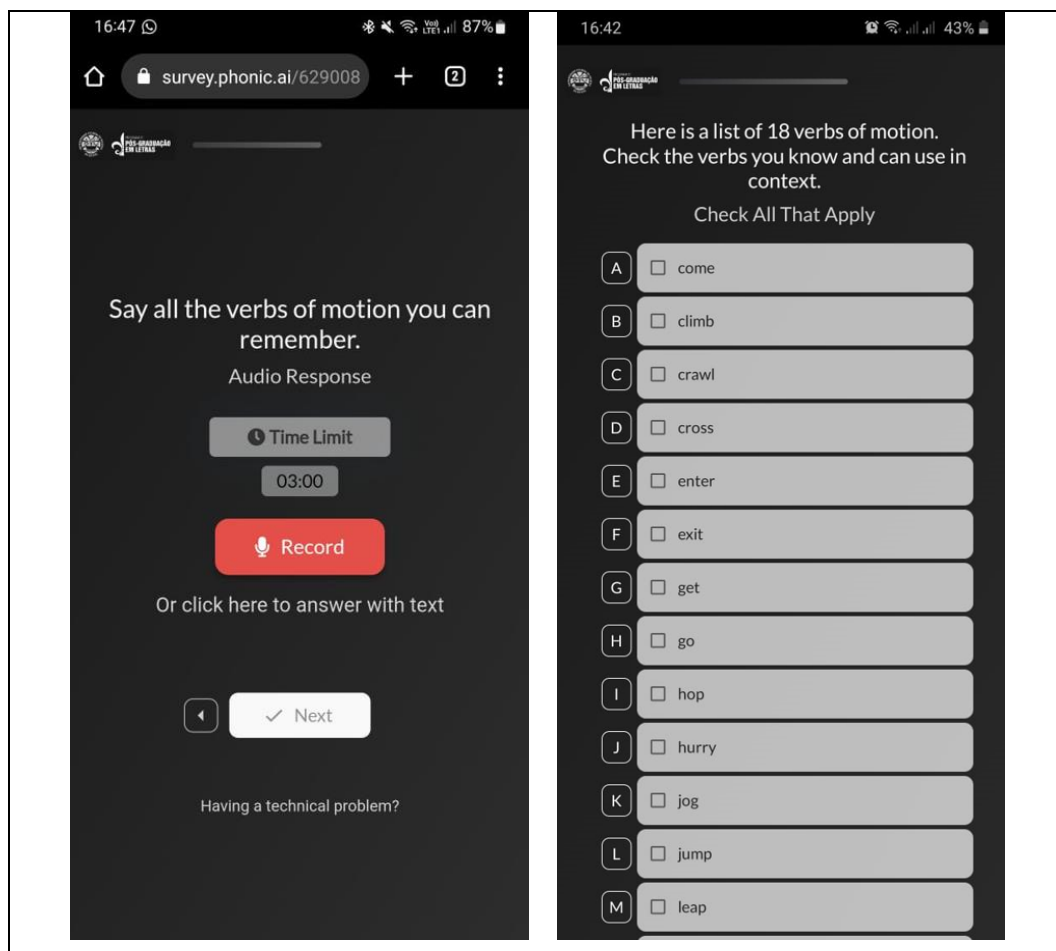 16:47
87%
survey.phonic.ai/629008
2
PÓS-GRADUAÇÃO
EM LETRAS
Say all the verbs of motion you can
remember.
Audio Response
Time Limit
03:00
Record
Or click here to answer with text
Next
Having a technical problem?
16:42
43%
PÓS-GRADUAÇÃO
EM LETRAS
Here is a list of 18 verbs of motion.
Check the verbs you know and can use in
context.
Check All That Apply
A come
B climb
C crawl
D cross
E enter
F exit
G get
H go
I hop
J hurry
K jog
L jump
M leap